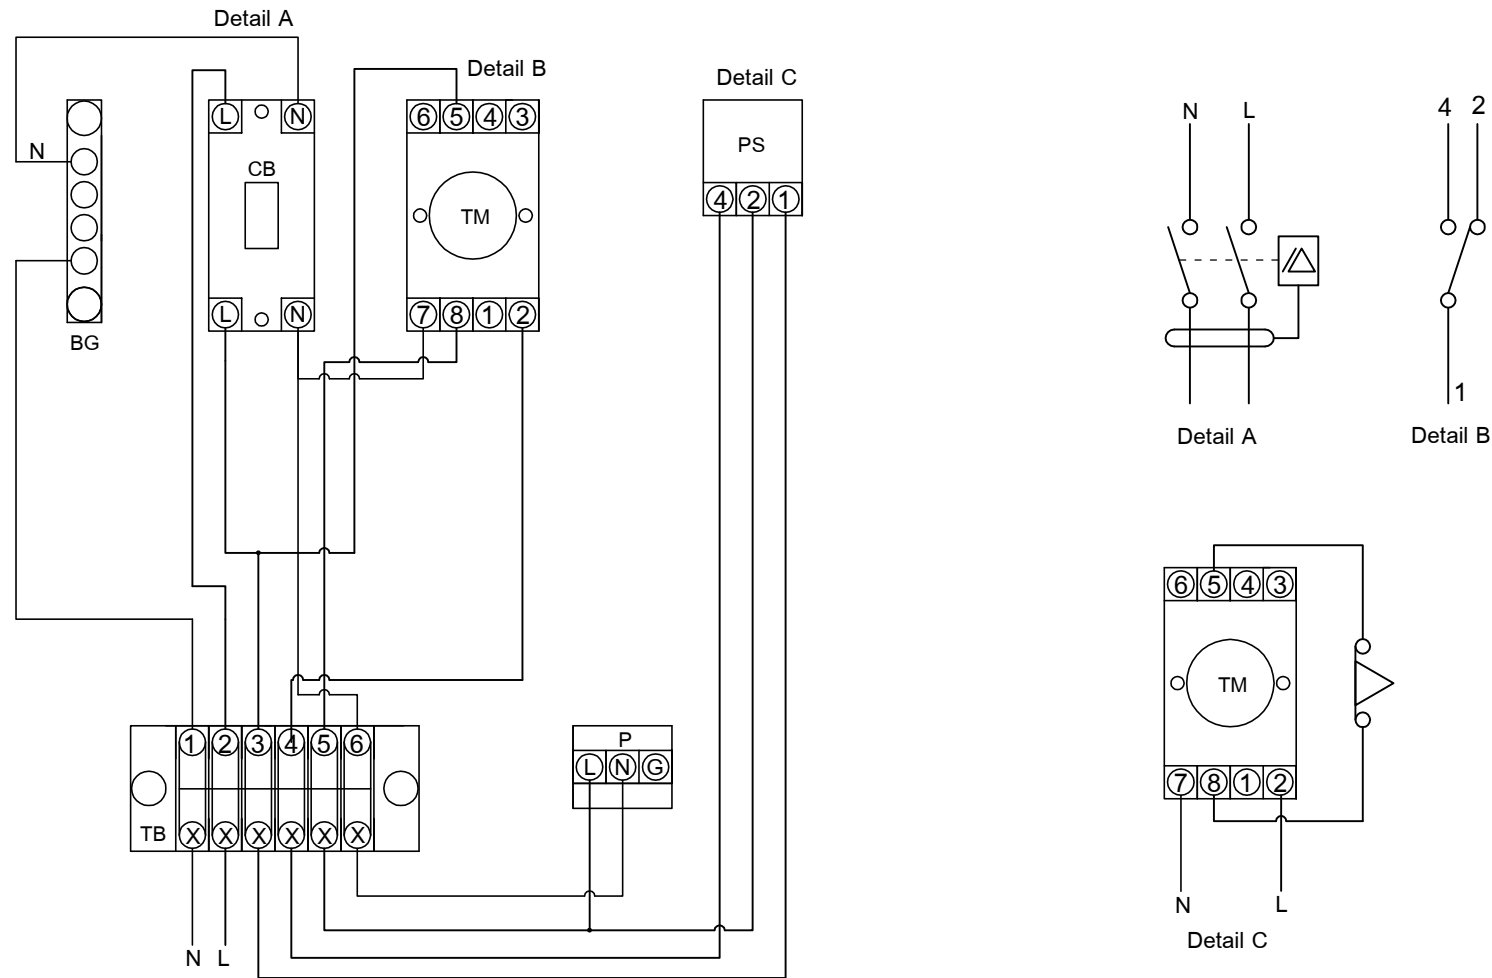 Detail A
Detail B
Detail C
L N
6 5 4 3
PS
N
CB
TM
4 2 1
L N
7 8 1 2
BG
P
1 2 3 4 5 6
L N G
TB X X X X X X
N L
N L
4 2
1
Detail A
Detail B
6 5 4 3
TM
7 8 1 2
N L
Detail C